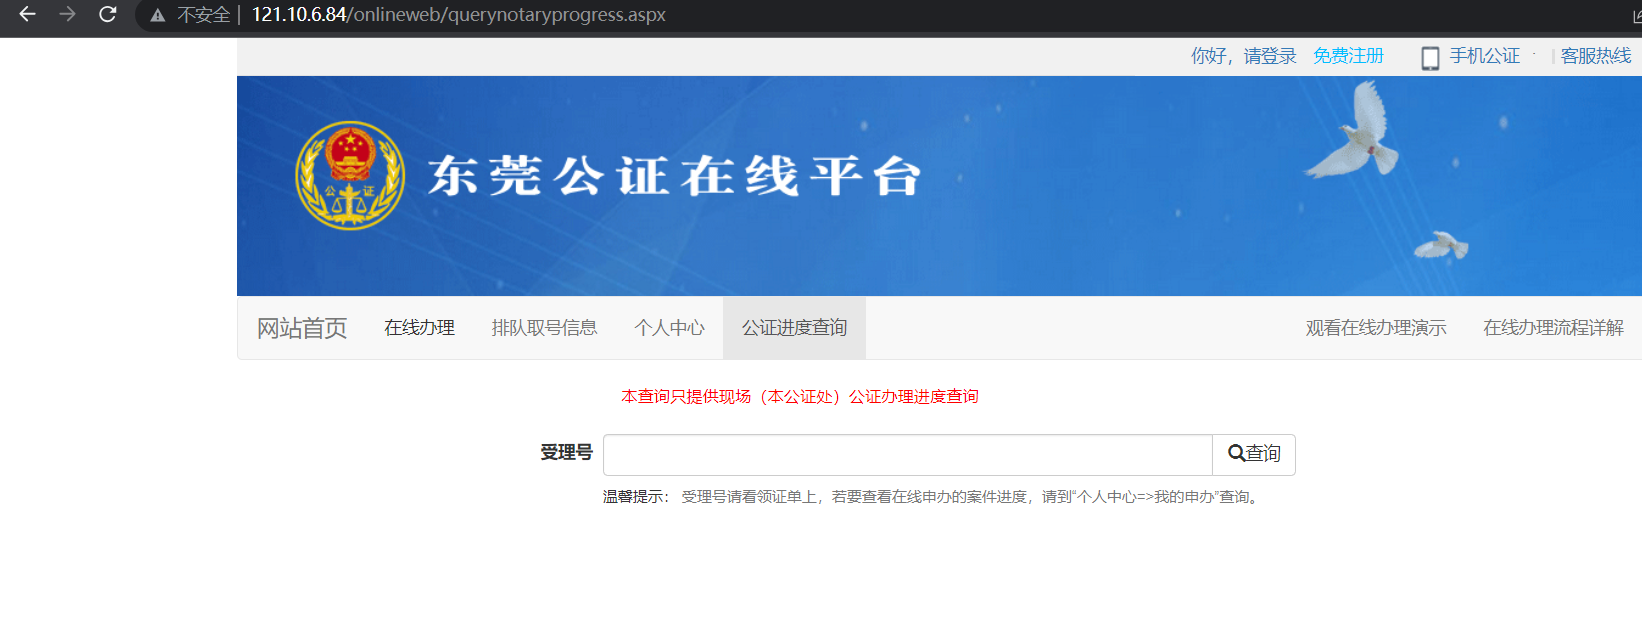 不安全 | 121.10.6.84/onlineweb/querynotaryprogress.aspx
你好，请登录 免费注册 手机公证 | 客服热线
公 证
东莞公证在线平台
网站首页 在线办理 排队取号信息 个人中心 公证进度查询 观看在线办理演示 在线办理流程详解
本查询只提供现场（本公证处）公证办理进度查询
受理号 查询
温馨提示： 受理号请看领证单上，若要查看在线申办的案件进度，请到“个人中心=>我的申办”查询。